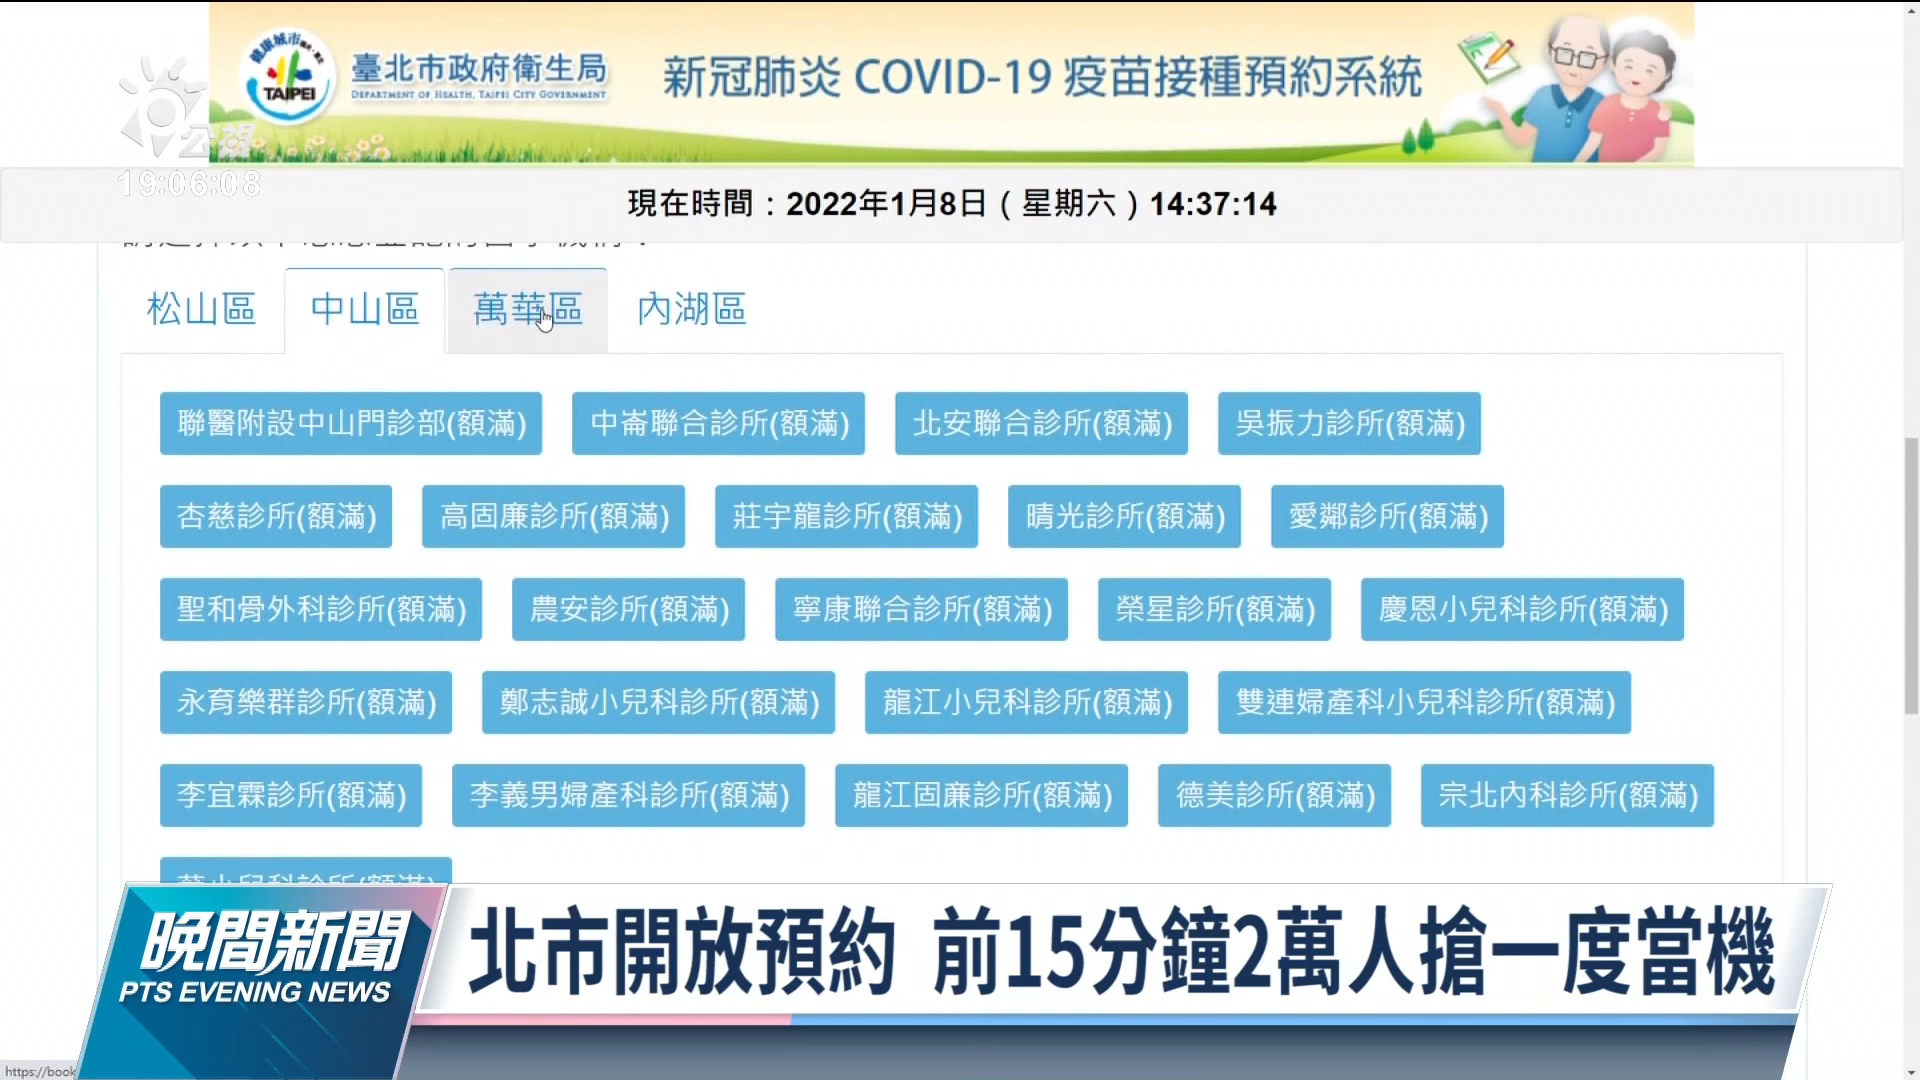 健康城市
TAIPEI
臺北市政府衛生局
DEPARTMENT OF HEALTH, TAIPEI CITY GOVERNMENT
新冠肺炎 COVID-19 疫苗接種預約系統
公視
19:06:08
現在時間：2022年1月8日（星期六）14:37:14
松山區 中山區 萬華區 內湖區
聯醫附設中山門診部(額滿) 中崙聯合診所(額滿) 北安聯合診所(額滿) 吳振力診所(額滿)
杏慈診所(額滿) 高固廉診所(額滿) 莊宇龍診所(額滿) 晴光診所(額滿) 愛鄰診所(額滿)
聖和骨外科診所(額滿) 農安診所(額滿) 寧康聯合診所(額滿) 榮星診所(額滿) 慶恩小兒科診所(額滿)
永育樂群診所(額滿) 鄭志誠小兒科診所(額滿) 龍江小兒科診所(額滿) 雙連婦產科小兒科診所(額滿)
李宜霖診所(額滿) 李義男婦產科診所(額滿) 龍江固廉診所(額滿) 德美診所(額滿) 宗北內科診所(額滿)
小兒科診所(額滿)
晚間新聞
PTS EVENING NEWS
北市開放預約 前15分鐘2萬人搶一度當機
https://book